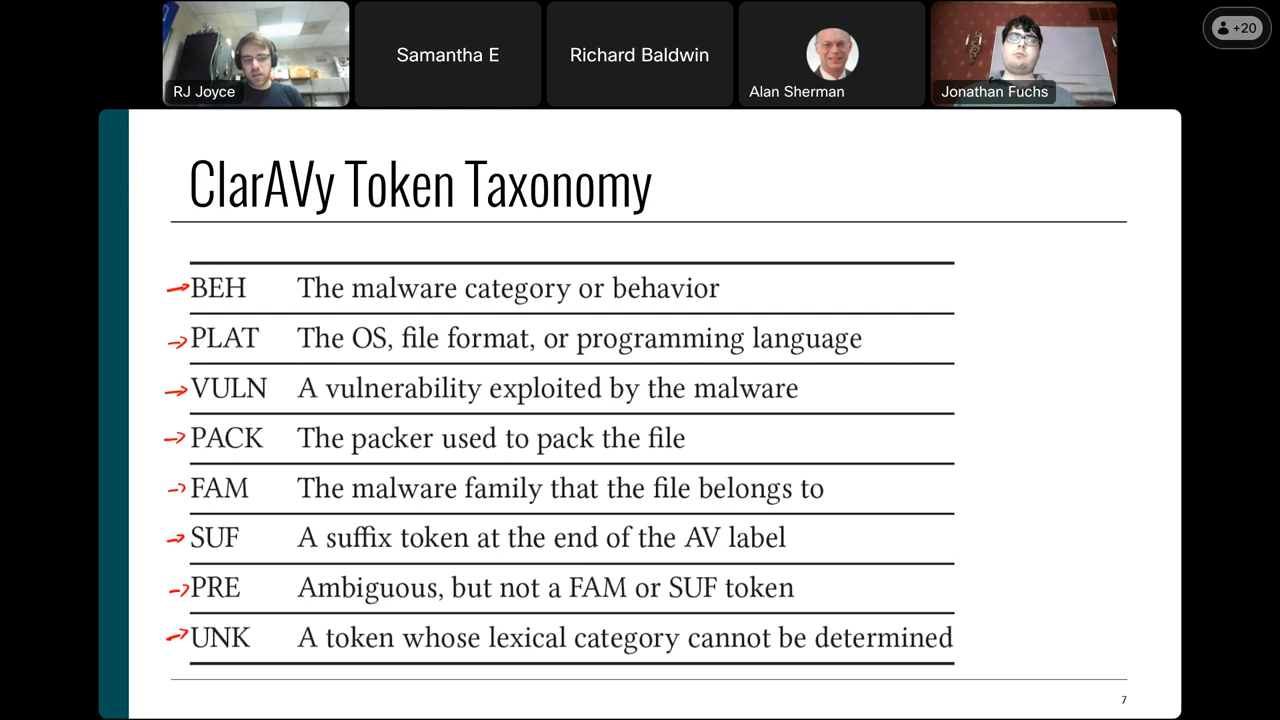 Samantha E
Richard Baldwin
+20
RJ Joyce
Alan Sherman
Jonathan Fuchs
ClarAVy Token Taxonomy
BEH The malware category or behavior
PLAT The OS, file format, or programming language
VULN A vulnerability exploited by the malware
PACK The packer used to pack the file
FAM The malware family that the file belongs to
SUF A suffix token at the end of the AV label
PRE Ambiguous, but not a FAM or SUF token
UNK A token whose lexical category cannot be determined
7